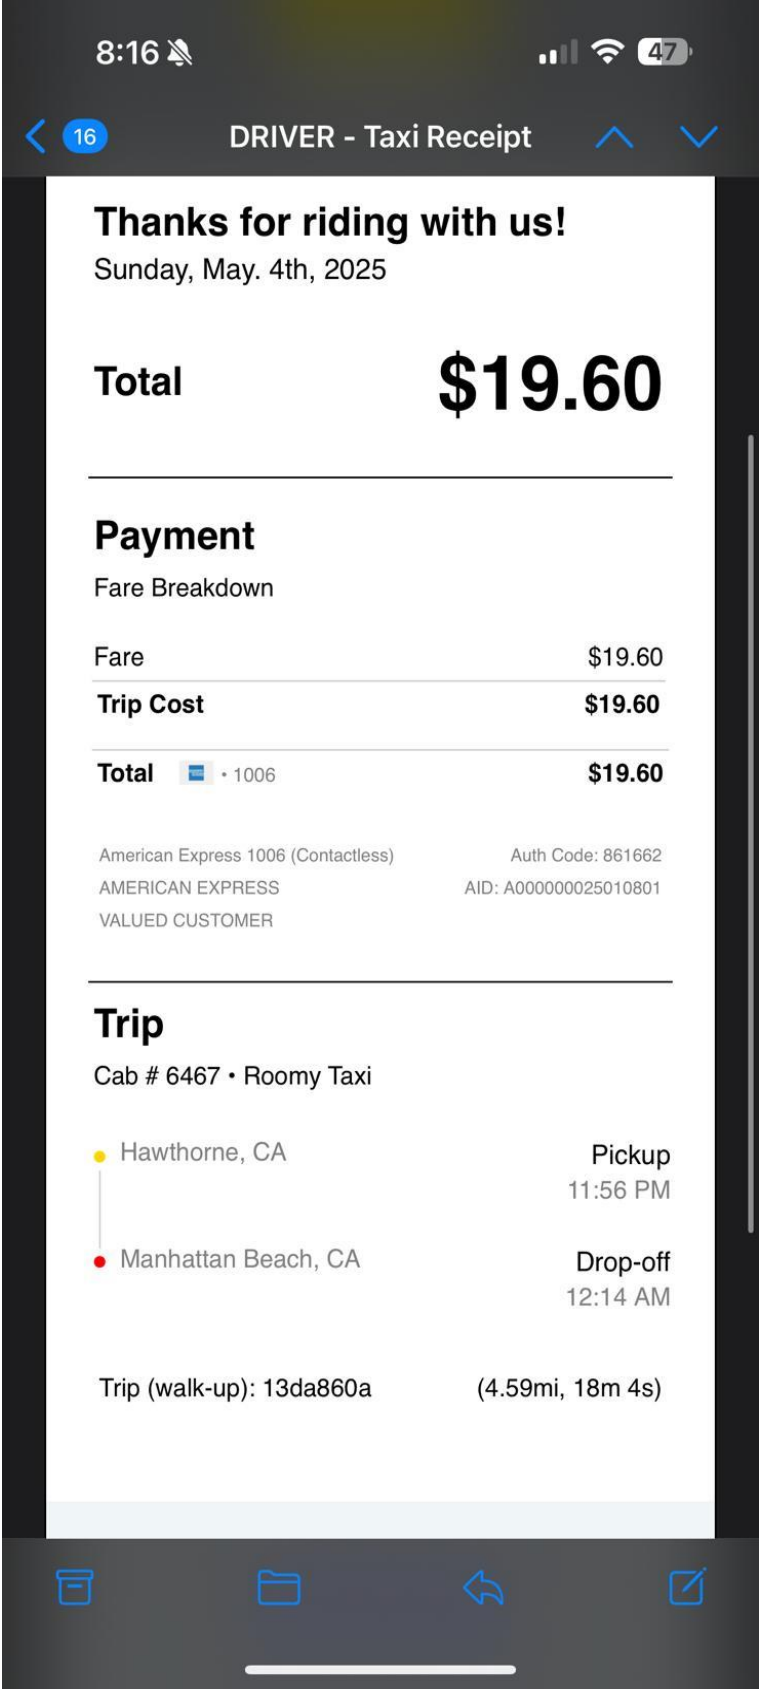 8:16
47
16
DRIVER - Taxi Receipt
Thanks for riding with us!
Sunday, May. 4th, 2025
Total $19.60
Payment
Fare Breakdown
Fare $19.60
Trip Cost $19.60
Total • 1006 $19.60
American Express 1006 (Contactless) Auth Code: 861662
AMERICAN EXPRESS AID: A000000025010801
VALUED CUSTOMER
Trip
Cab # 6467 • Roomy Taxi
Hawthorne, CA Pickup
11:56 PM
Manhattan Beach, CA Drop-off
12:14 AM
Trip (walk-up): 13da860a (4.59mi, 18m 4s)